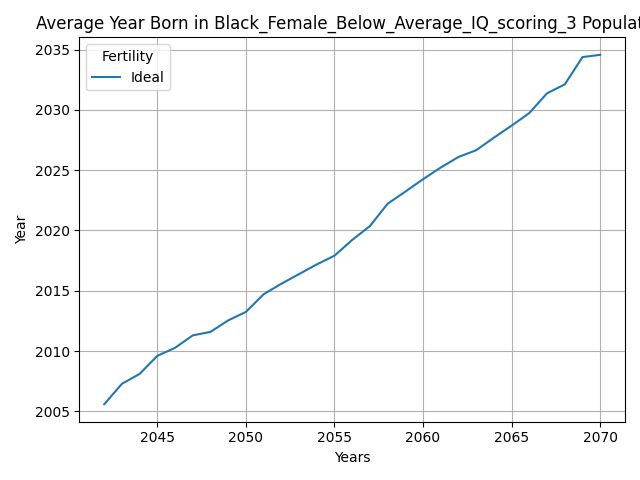 Average Year Born in Black_Female_Below_Average_IQ_scoring_3 Populat
Fertility
Ideal
Year
2035
2030
2025
2020
2015
2010
2005
2045 2050 2055 2060 2065 2070
Years